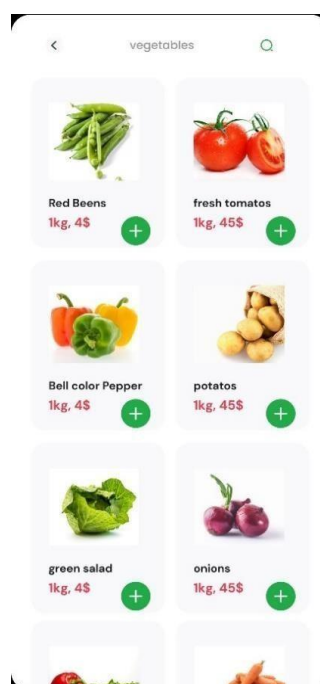 vegetables
Red Beens
1kg, 4$
fresh tomatos
1kg, 45$
Bell color Pepper
1kg, 4$
potatos
1kg, 45$
green salad
1kg, 4$
onions
1kg, 45$